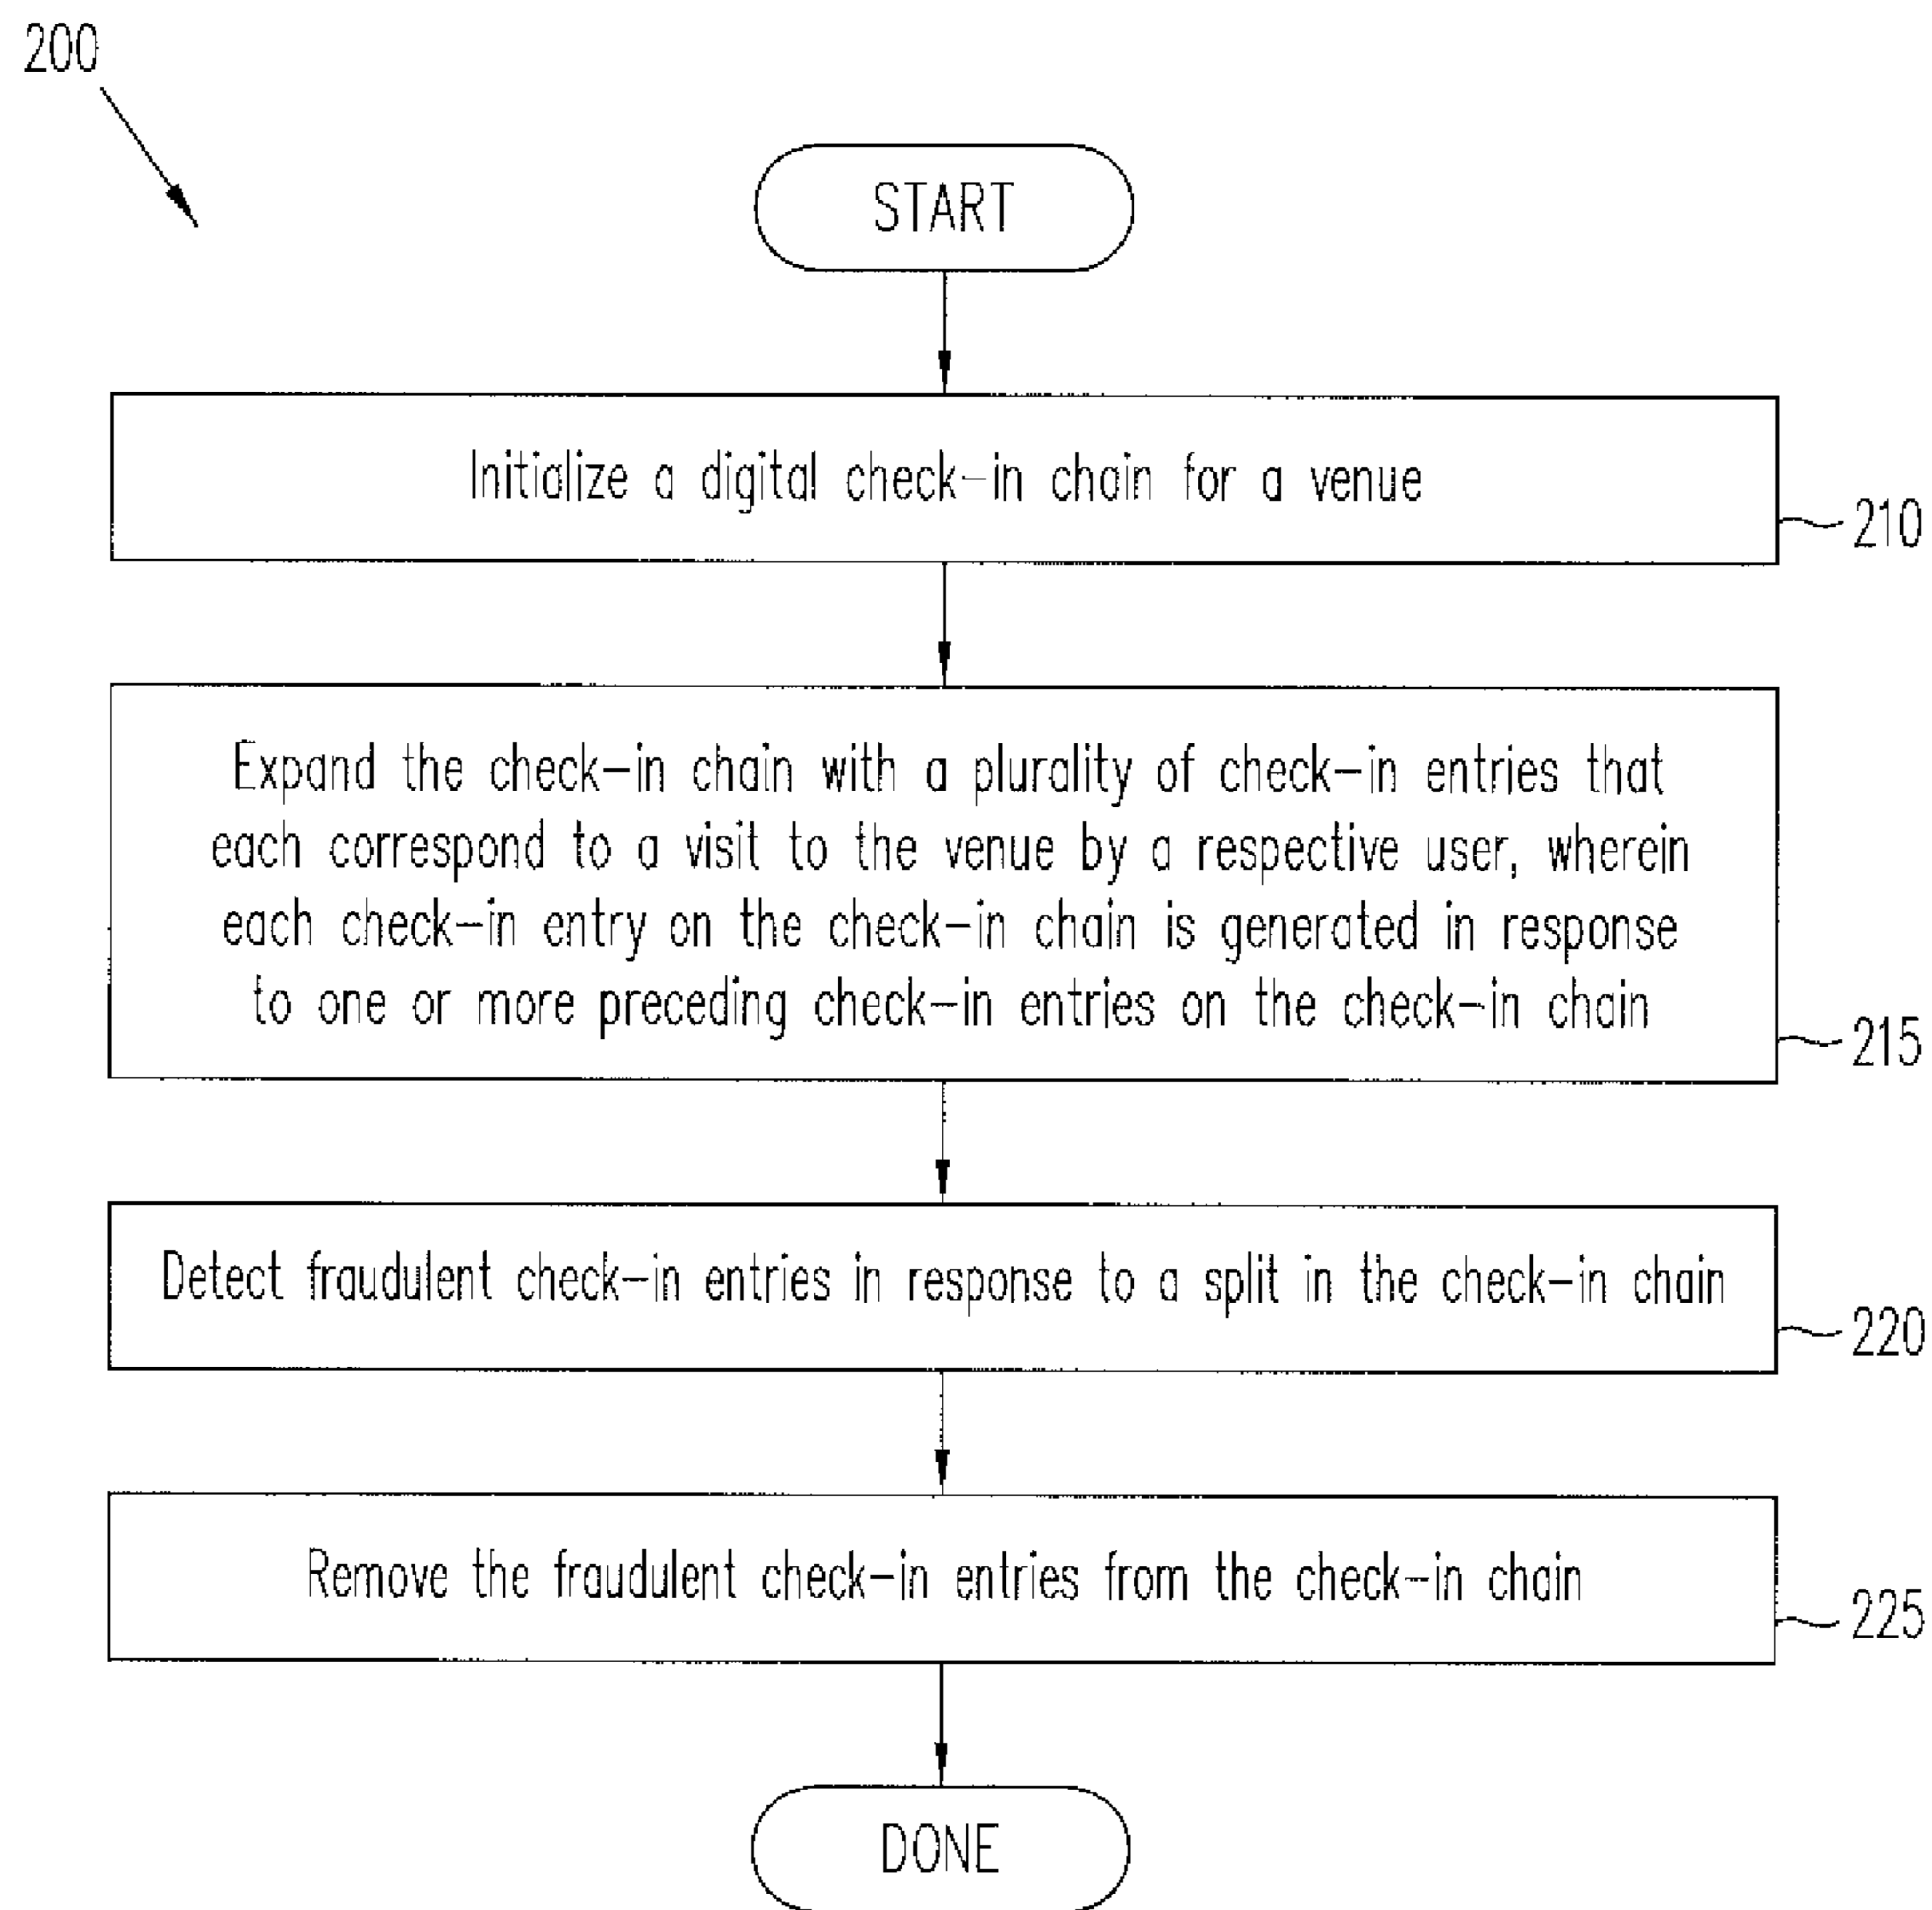 200
START
Initialize a digital check-in chain for a venue
210
Expand the check-in chain with a plurality of check-in entries that
each correspond to a visit to the venue by a respective user, wherein
each check-in entry on the check-in chain is generated in response
to one or more preceding check-in entries on the check-in chain
215
Detect fraudulent check-in entries in response to a split in the check-in chain
220
Remove the fraudulent check-in entries from the check-in chain
225
DONE